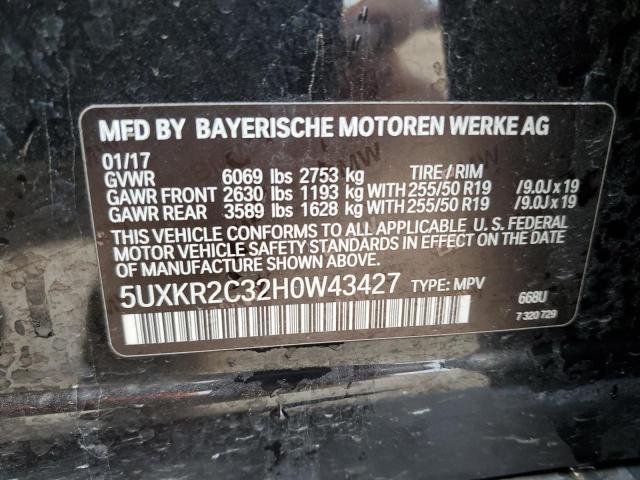 MFD BY BAYERISCHE MOTOREN WERKE AG
01/17
GVWR 6069 lbs 2753 kg TIRE / RIM
GAWR FRONT 2630 lbs 1193 kg WITH 255/50 R19 /9.0J x 19
GAWR REAR 3589 lbs 1628 kg WITH 255/50 R19 /9.0J x 19
THIS VEHICLE CONFORMS TO ALL APPLICABLE U. S. FEDERAL
MOTOR VEHICLE SAFETY STANDARDS IN EFFECT ON THE DATE
OF MANUFACTURE SHOWN ABOVE.
5UXKR2C32H0W43427 TYPE: MPV 668U
7 320 729